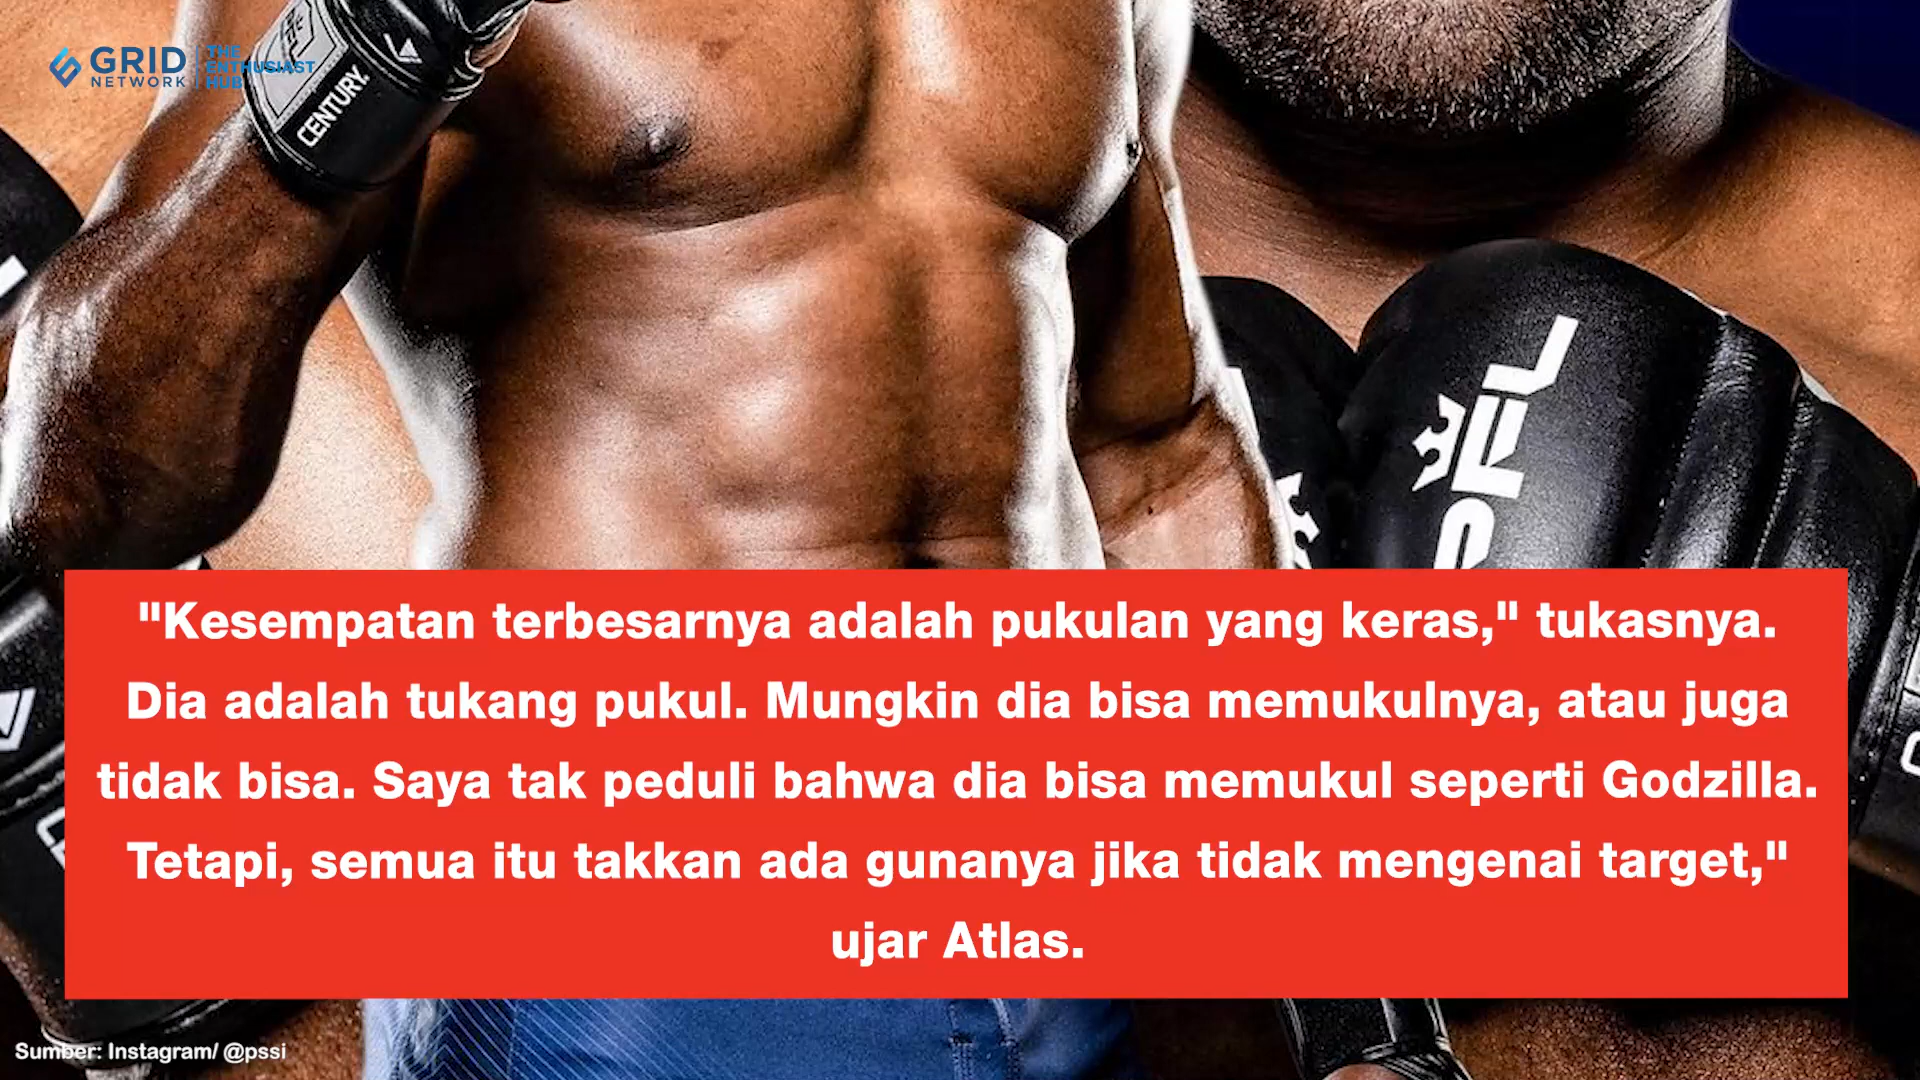 GRID
NETWORK
THE
ENTHUSIAST
HUB
CENTURY.
PFL
"Kesempatan terbesarnya adalah pukulan yang keras," tukasnya.
Dia adalah tukang pukul. Mungkin dia bisa memukulnya, atau juga
tidak bisa. Saya tak peduli bahwa dia bisa memukul seperti Godzilla.
Tetapi, semua itu takkan ada gunanya jika tidak mengenai target,"
ujar Atlas.
Sumber: Instagram/ @pssi